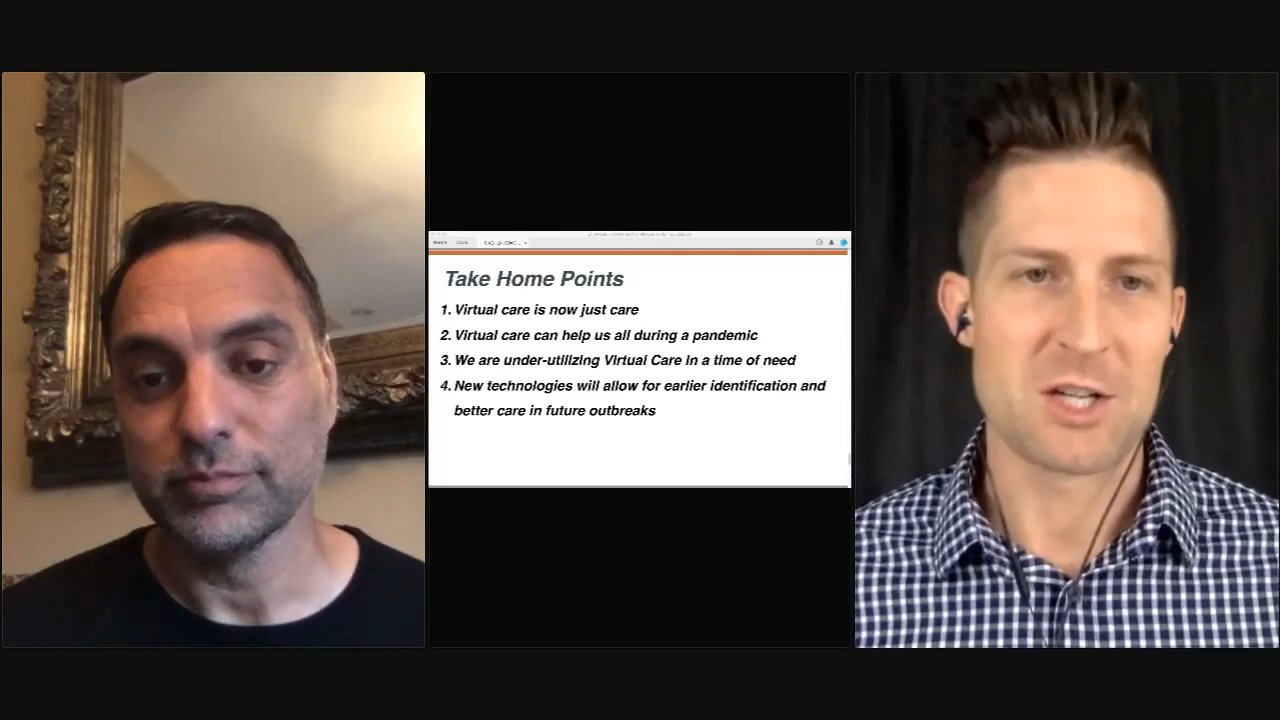 Take Home Points
1. Virtual care is now just care
2. Virtual care can help us all during a pandemic
3. We are under-utilizing Virtual Care in a time of need
4. New technologies will allow for earlier identification and
better care in future outbreaks